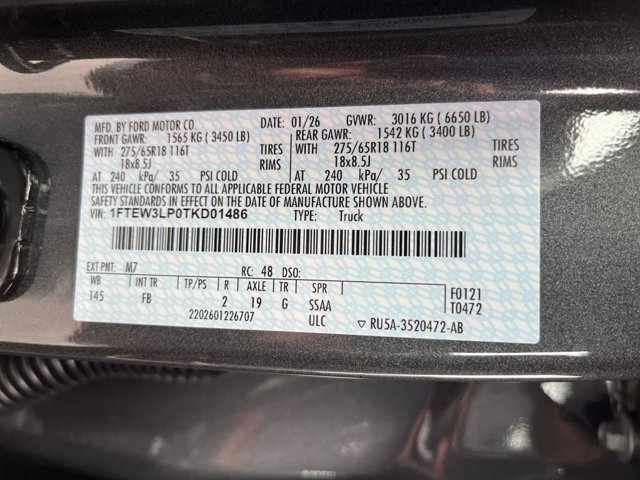 MFD. BY FORD MOTOR CO. DATE: 01/26 GVWR: 3016 KG ( 6650 LB)
FRONT GAWR: 1565 KG ( 3450 LB) REAR GAWR: 1542 KG ( 3400 LB)
WITH 275/65R18 116T TIRES WITH 275/65R18 116T TIRES
18x8.5J RIMS 18x8.5J RIMS
AT 240 kPa/ 35 PSI COLD AT 240 kPa/ 35 PSI COLD
THIS VEHICLE CONFORMS TO ALL APPLICABLE FEDERAL MOTOR VEHICLE
SAFETY STANDARDS IN EFFECT ON THE DATE OF MANUFACTURE SHOWN ABOVE.
VIN: 1FTEW3LP0TKD01486 TYPE: Truck
EXT PNT: M7 RC: 48 DSO:
WB INT TR TP/PS R AXLE TR SPR F0121
145 FB 2 19 G SSAA T0472
2202601226707 ULC ▽ RU5A-3520472-AB